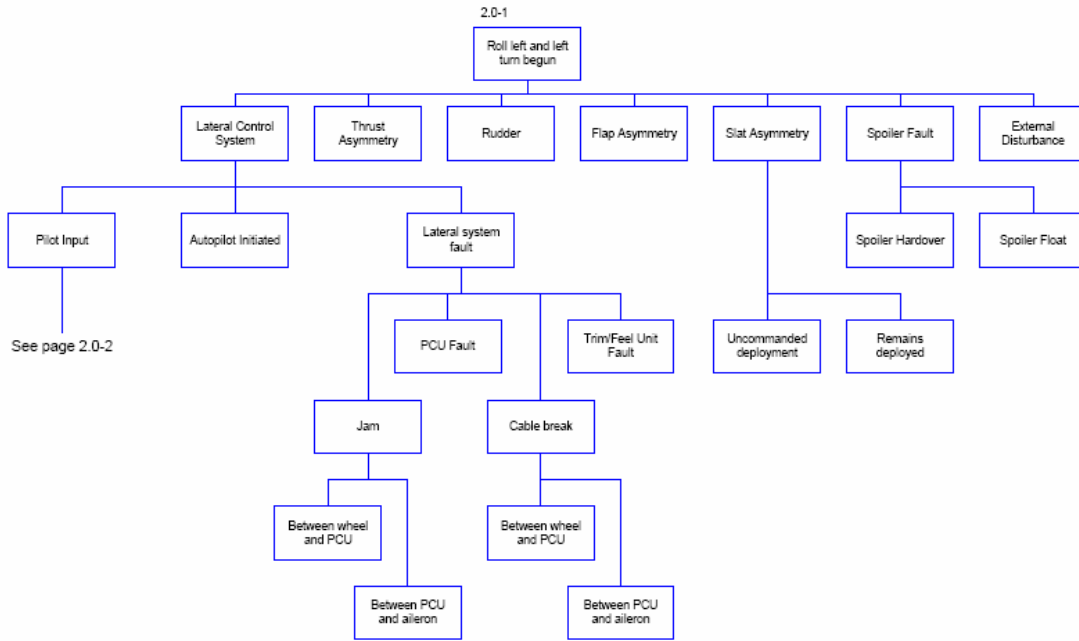 2.0-1
Roll left and left
turn begun
Lateral Control
System
Thrust
Asymmetry
Rudder
Flap Asymmetry
Slat Asymmetry
Spoiler Fault
External
Disturbance
Pilot Input
Autopilot Initiated
Lateral system
fault
Spoiler Hardover
Spoiler Float
See page 2.0-2
PCU Fault
Trim/Feel Unit
Fault
Uncommanded
deployment
Remains
deployed
Jam
Cable break
Between wheel
and PCU
Between wheel
and PCU
Between PCU
and aileron
Between PCU
and aileron